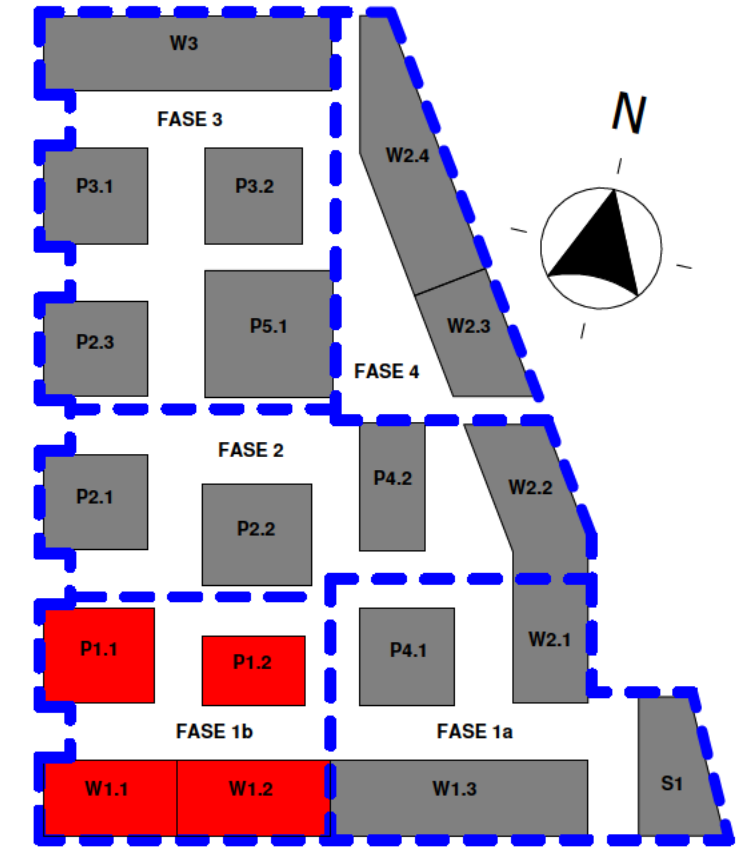 W3
N
FASE 3
W2.4
P3.1
P3.2
P5.1
W2.3
P2.3
FASE 4
FASE 2
P4.2
W2.2
P2.1
P2.2
P1.1
P1.2
P4.1
W2.1
FASE 1b
FASE 1a
W1.1
W1.2
W1.3
S1